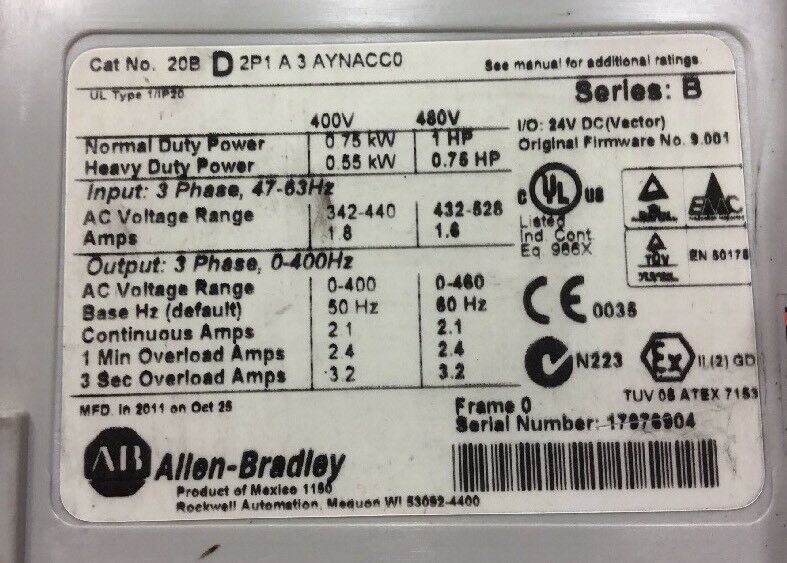 Cat No. 20B D 2P1 A 3 AYNACC0
See manual for additional ratings.
UL Type 1/IP20
Series: B
400V 480V
I/O: 24V DC(Vector)
Normal Duty Power 0.75 kW 1 HP
Original Firmware No. 9.001
Heavy Duty Power 0.55 kW 0.75 HP
Input: 3 Phase, 47-63Hz
C UL US
AC Voltage Range 342-440 432-528
Amps 1.8 1.6
Listed
Ind Cont
Eq 966X
EMC
TUV
EN 50178
Output: 3 Phase, 0-400Hz
AC Voltage Range 0-400 0-460
Base Hz (default) 50 Hz 60 Hz
CE 0035
Continuous Amps 2.1 2.1
1 Min Overload Amps 2.4 2.4
3 Sec Overload Amps 3.2 3.2
N223
Ex II (2) GD
TUV 05 ATEX 7153
MFD. in 2011 on Oct 25
Frame 0
Serial Number: 17976904
AB Allen-Bradley
Product of Mexico 1150
Rockwell Automation, Mequon WI 53092-4400